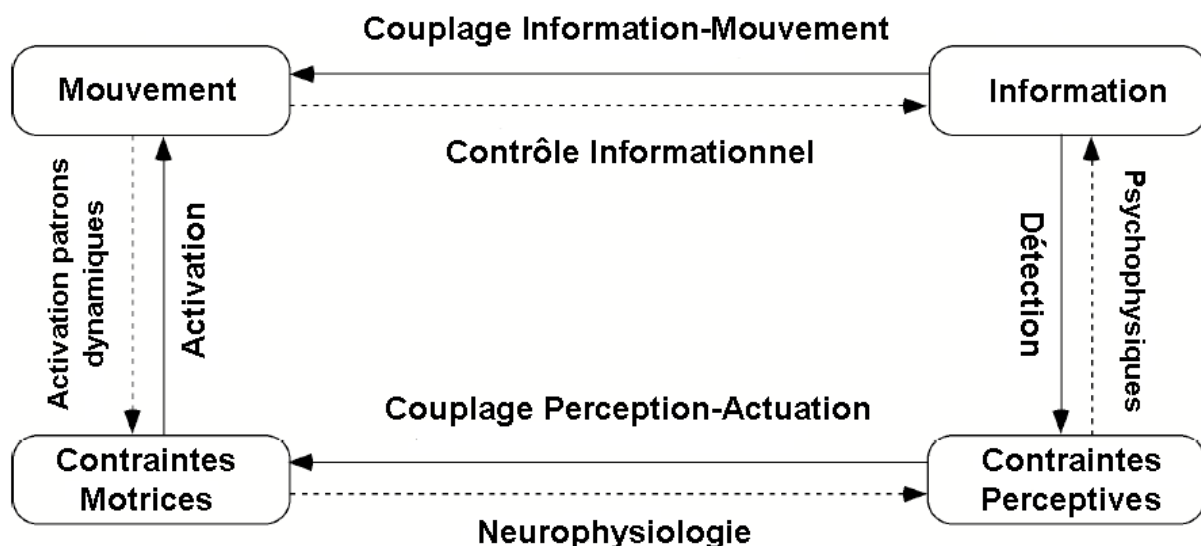 Couplage Information-Mouvement
Mouvement
Information
Contrôle Informationnel
Activation patrons
dynamiques
Activation
Détection
Psychophysiques
Couplage Perception-Actuation
Contraintes
Motrices
Contraintes
Perceptives
Neurophysiologie